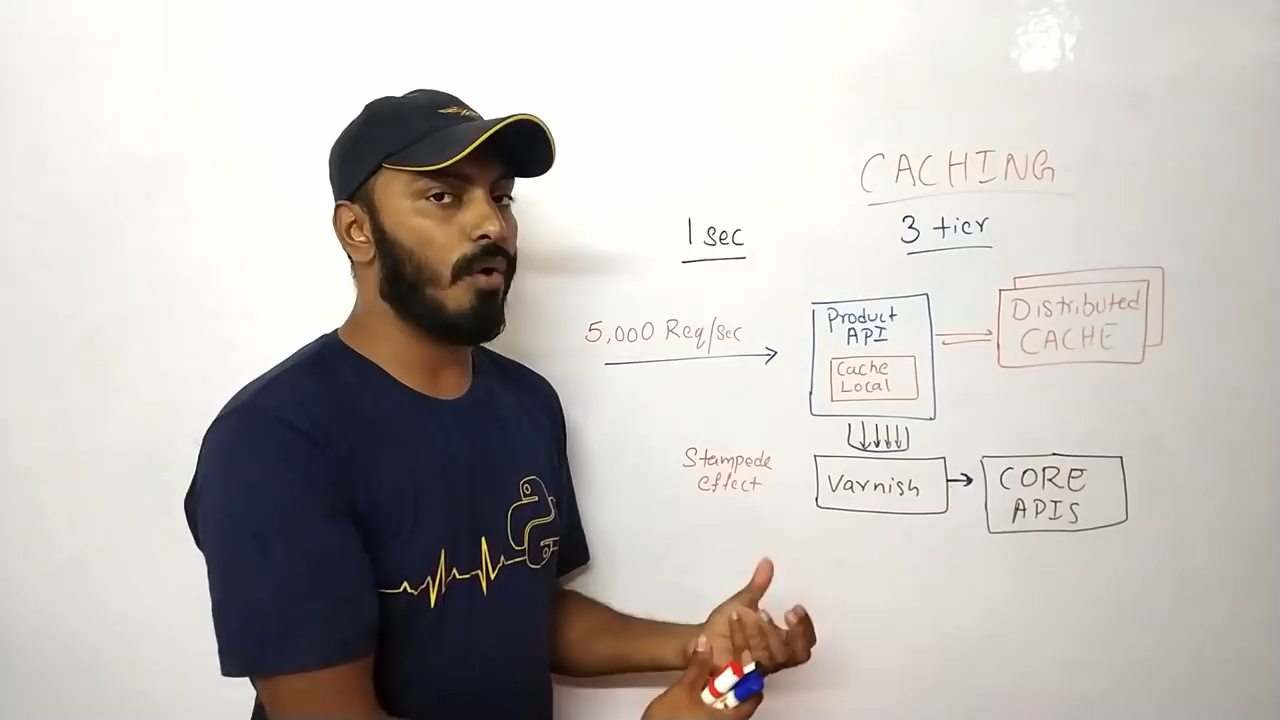 CACHING
3 tier
1 sec
5,000 Req/sec
Product
API
Cache
Local
Distributed
CACHE
Stampede
effect
Varnish
CORE
APIS